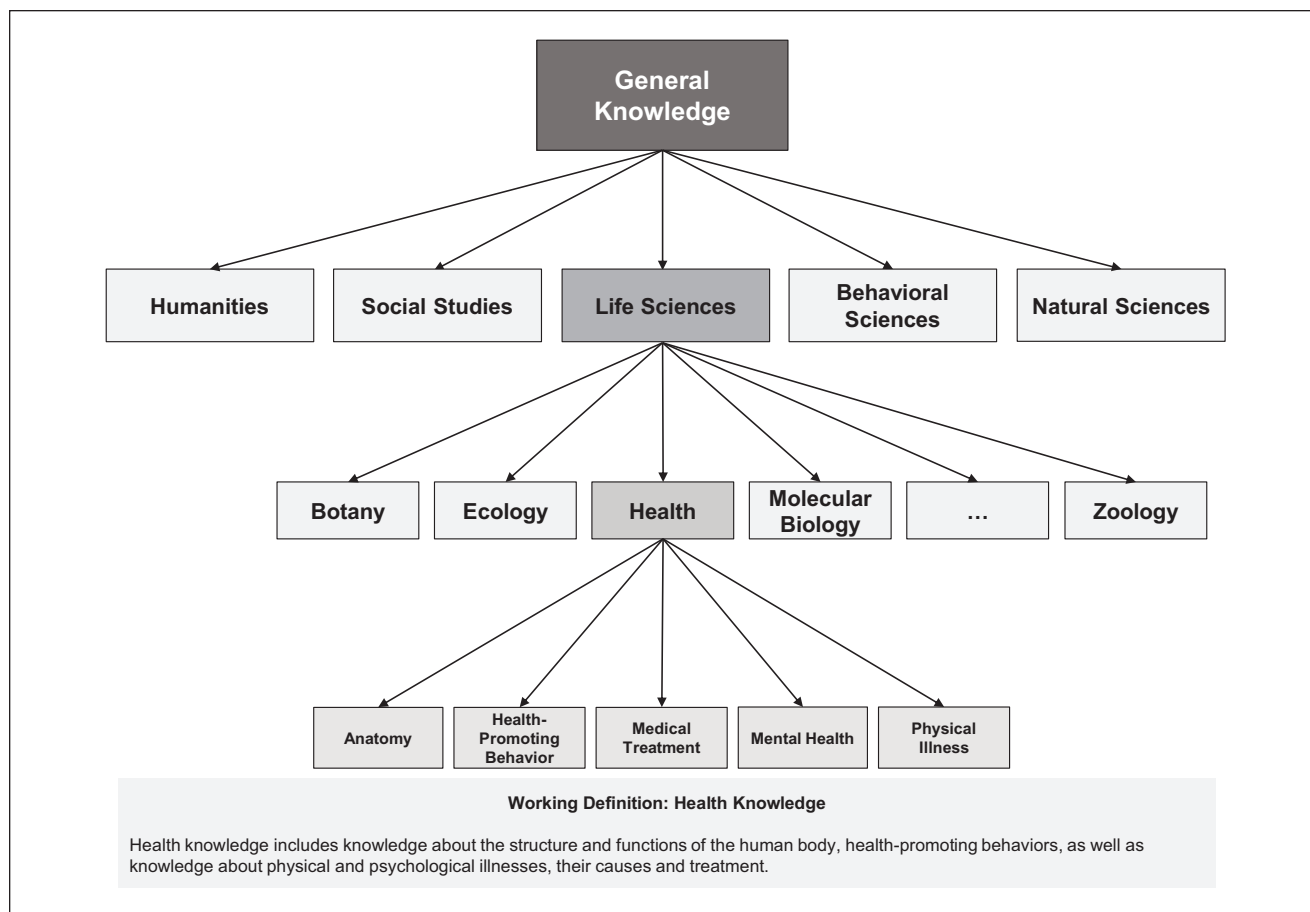 General
Knowledge
Humanities
Social Studies
Life Sciences
Behavioral
Sciences
Natural Sciences
Botany
Ecology
Health
Molecular
Biology
…
Zoology
Anatomy
Health-
Promoting
Behavior
Medical
Treatment
Mental Health
Physical
Illness
Working Definition: Health Knowledge
Health knowledge includes knowledge about the structure and functions of the human body, health-promoting behaviors, as well as
knowledge about physical and psychological illnesses, their causes and treatment.